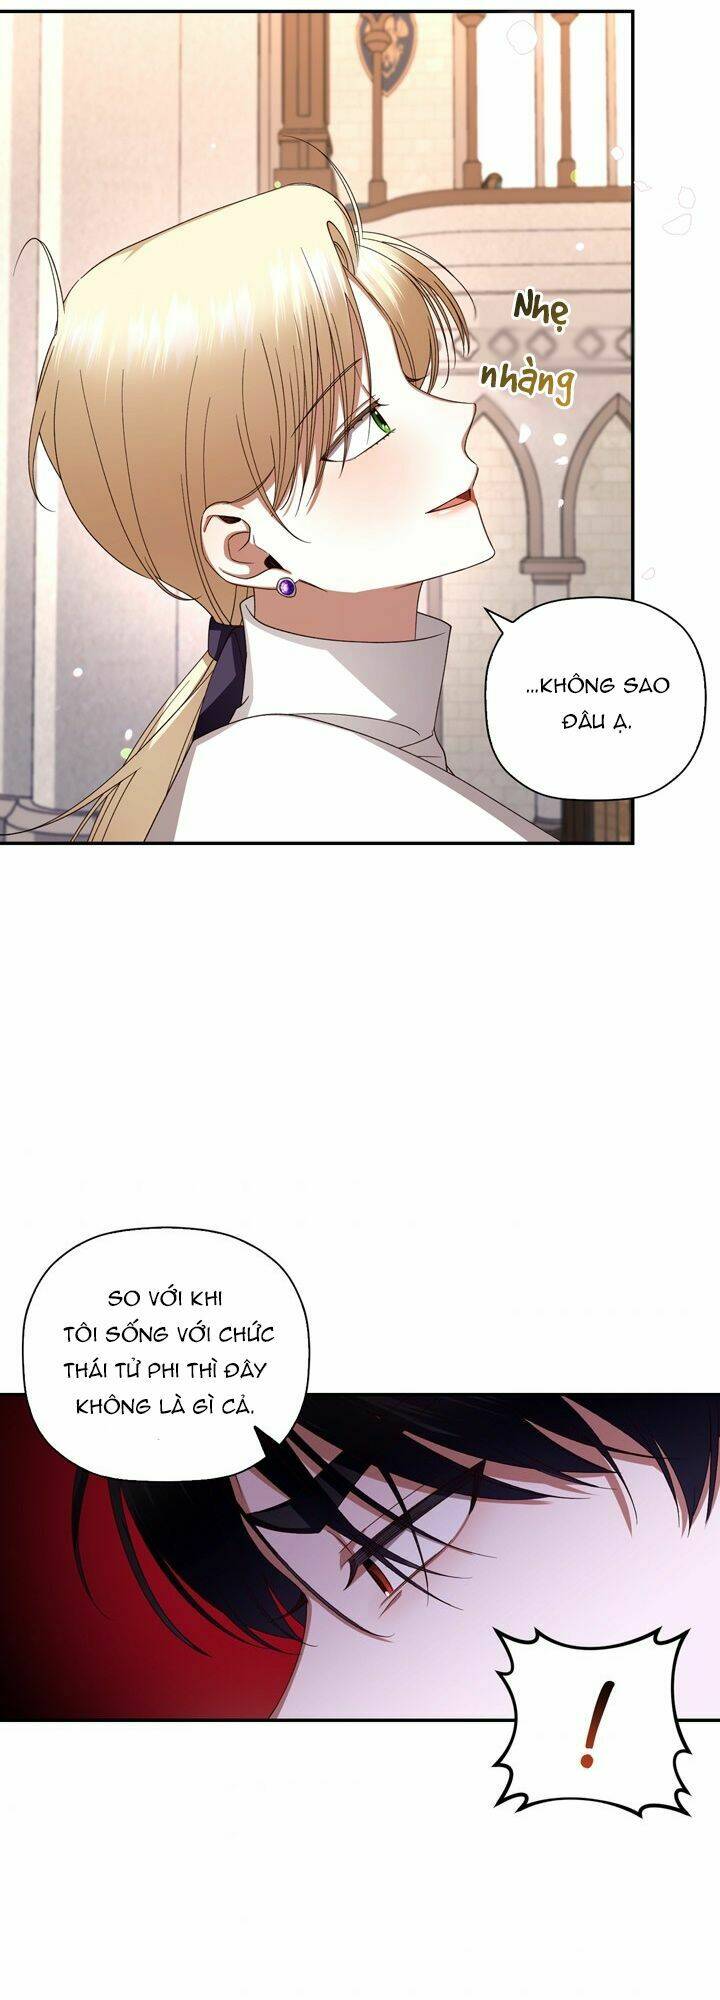 Nhẹ
nhàng
...KHÔNG SAO
ĐÂU Ạ.
SO VỚI KHI
TÔI SỐNG VỚI CHỨC
THÁI TỬ PHI THÌ ĐÂY
KHÔNG LÀ GÌ CẢ.
!